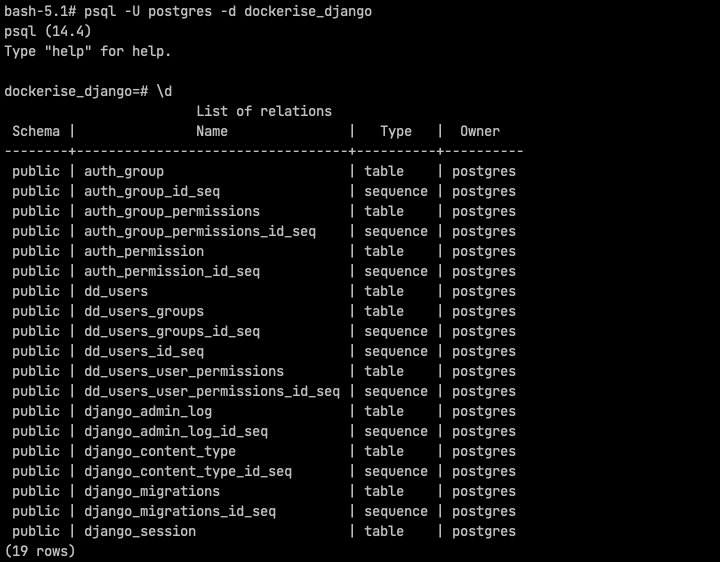 bash-5.1# psql -U postgres -d dockerise_django
psql (14.4)
Type "help" for help.

dockerise_django=# \d
                        List of relations
 Schema |               Name               |   Type   |  Owner
--------+----------------------------------+----------+----------
 public | auth_group                       | table    | postgres
 public | auth_group_id_seq                | sequence | postgres
 public | auth_group_permissions           | table    | postgres
 public | auth_group_permissions_id_seq    | sequence | postgres
 public | auth_permission                  | table    | postgres
 public | auth_permission_id_seq           | sequence | postgres
 public | dd_users                         | table    | postgres
 public | dd_users_groups                  | table    | postgres
 public | dd_users_groups_id_seq           | sequence | postgres
 public | dd_users_id_seq                  | sequence | postgres
 public | dd_users_user_permissions        | table    | postgres
 public | dd_users_user_permissions_id_seq | sequence | postgres
 public | django_admin_log                 | table    | postgres
 public | django_admin_log_id_seq          | sequence | postgres
 public | django_content_type              | table    | postgres
 public | django_content_type_id_seq       | sequence | postgres
 public | django_migrations                | table    | postgres
 public | django_migrations_id_seq         | sequence | postgres
 public | django_session                   | table    | postgres
(19 rows)